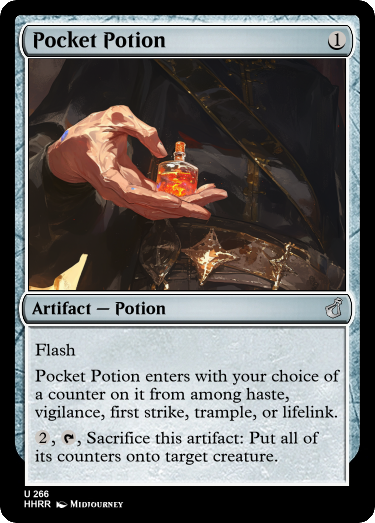 Pocket Potion 1
Artifact — Potion
Flash
Pocket Potion enters with your choice of
a counter on it from among haste,
vigilance, first strike, trample, or lifelink.
2, , Sacrifice this artifact: Put all of
its counters onto target creature.
U 266
HHRR Midjourney